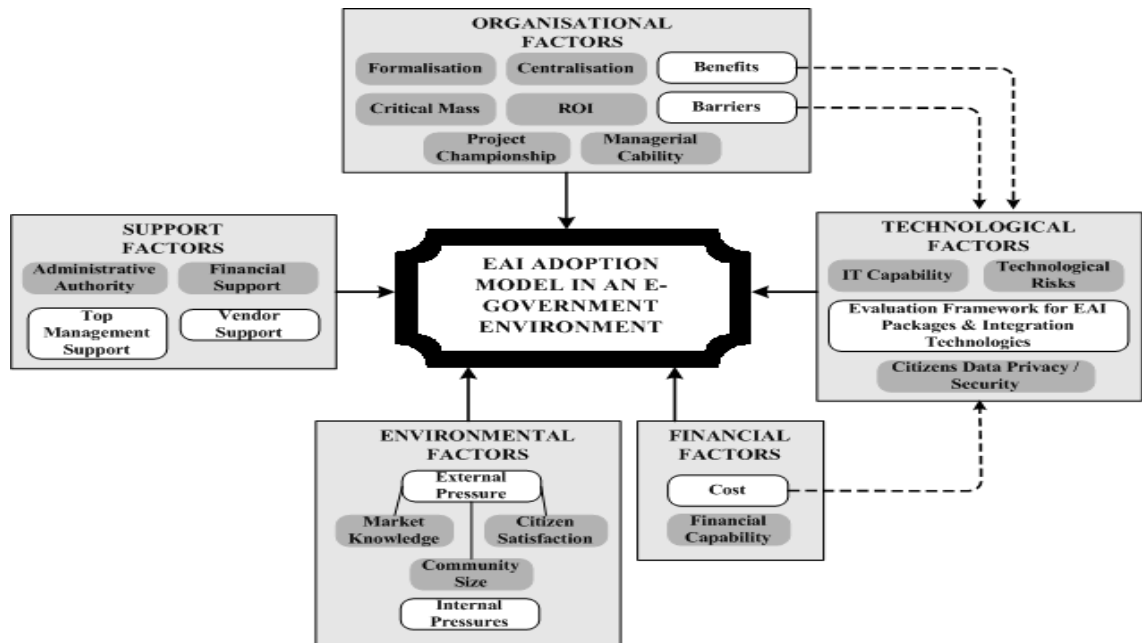 ORGANISATIONAL
FACTORS
Formalisation
Centralisation
Benefits
Critical Mass
ROI
Barriers
Project
Championship
Managerial
Cability
SUPPORT
FACTORS
Administrative
Authority
Financial
Support
Top
Management
Support
Vendor
Support
EAI ADOPTION
MODEL IN AN E-
GOVERNMENT
ENVIRONMENT
TECHNOLOGICAL
FACTORS
IT Capability
Technological
Risks
Evaluation Framework for EAI
Packages & Integration
Technologies
Citizens Data Privacy /
Security
ENVIRONMENTAL
FACTORS
External
Pressure
Market
Knowledge
Citizen
Satisfaction
Community
Size
Internal
Pressures
FINANCIAL
FACTORS
Cost
Financial
Capability